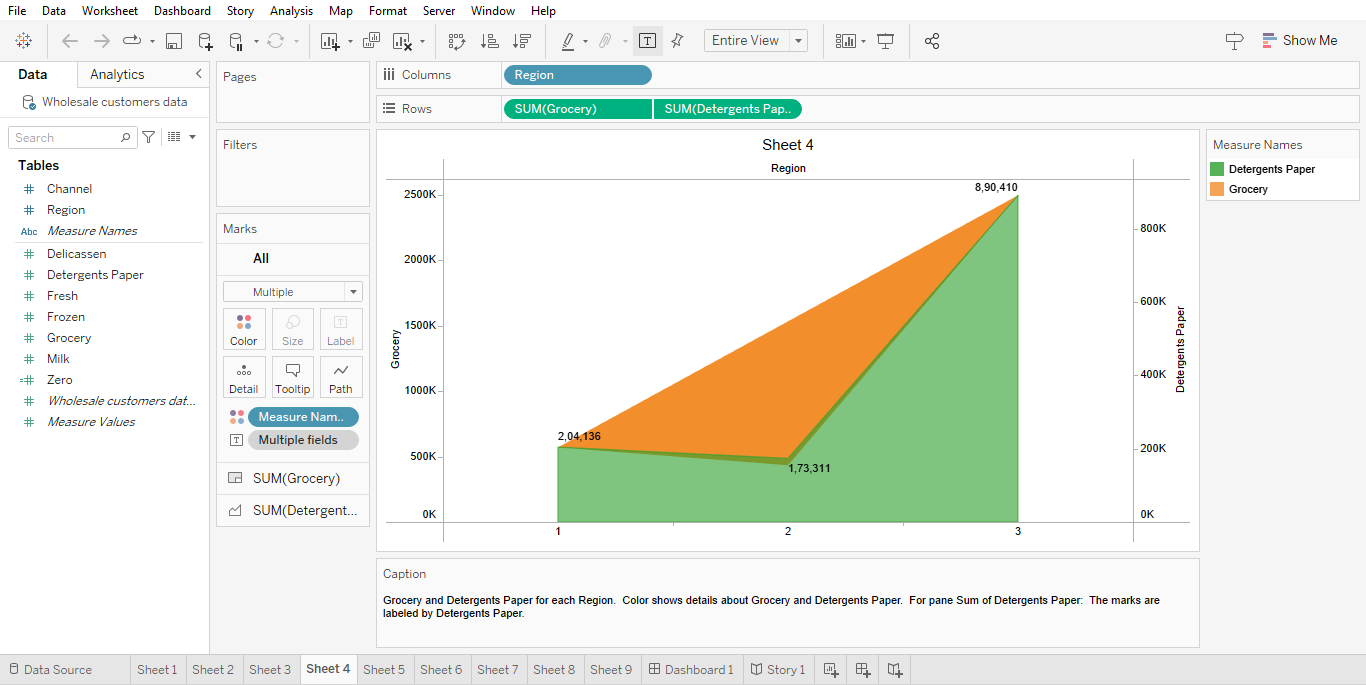 File Data Worksheet Dashboard Story Analysis Map Format Server Window Help
Entire View
Show Me
Data Analytics
Wholesale customers data
Search
Tables
Channel
Region
Abc Measure Names
Delicassen
Detergents Paper
Fresh
Frozen
Grocery
Milk
Zero
Wholesale customers dat...
Measure Values
Pages
Filters
Marks
All
Multiple
Color Size Label
Detail Tooltip Path
Measure Nam..
Multiple fields
SUM(Grocery)
SUM(Detergent...
Columns Region
Rows SUM(Grocery) SUM(Detergents Pap..
Sheet 4
Region
2500K
2000K
1500K
1000K
500K
0K
Grocery
8,90,410
2,04,136
1,73,311
1 2 3
800K
600K
400K
200K
0K
Detergents Paper
Measure Names
Detergents Paper
Grocery
Caption
Grocery and Detergents Paper for each Region. Color shows details about Grocery and Detergents Paper. For pane Sum of Detergents Paper: The marks are
labeled by Detergents Paper.
Data Source Sheet 1 Sheet 2 Sheet 3 Sheet 4 Sheet 5 Sheet 6 Sheet 7 Sheet 8 Sheet 9 Dashboard 1 Story 1